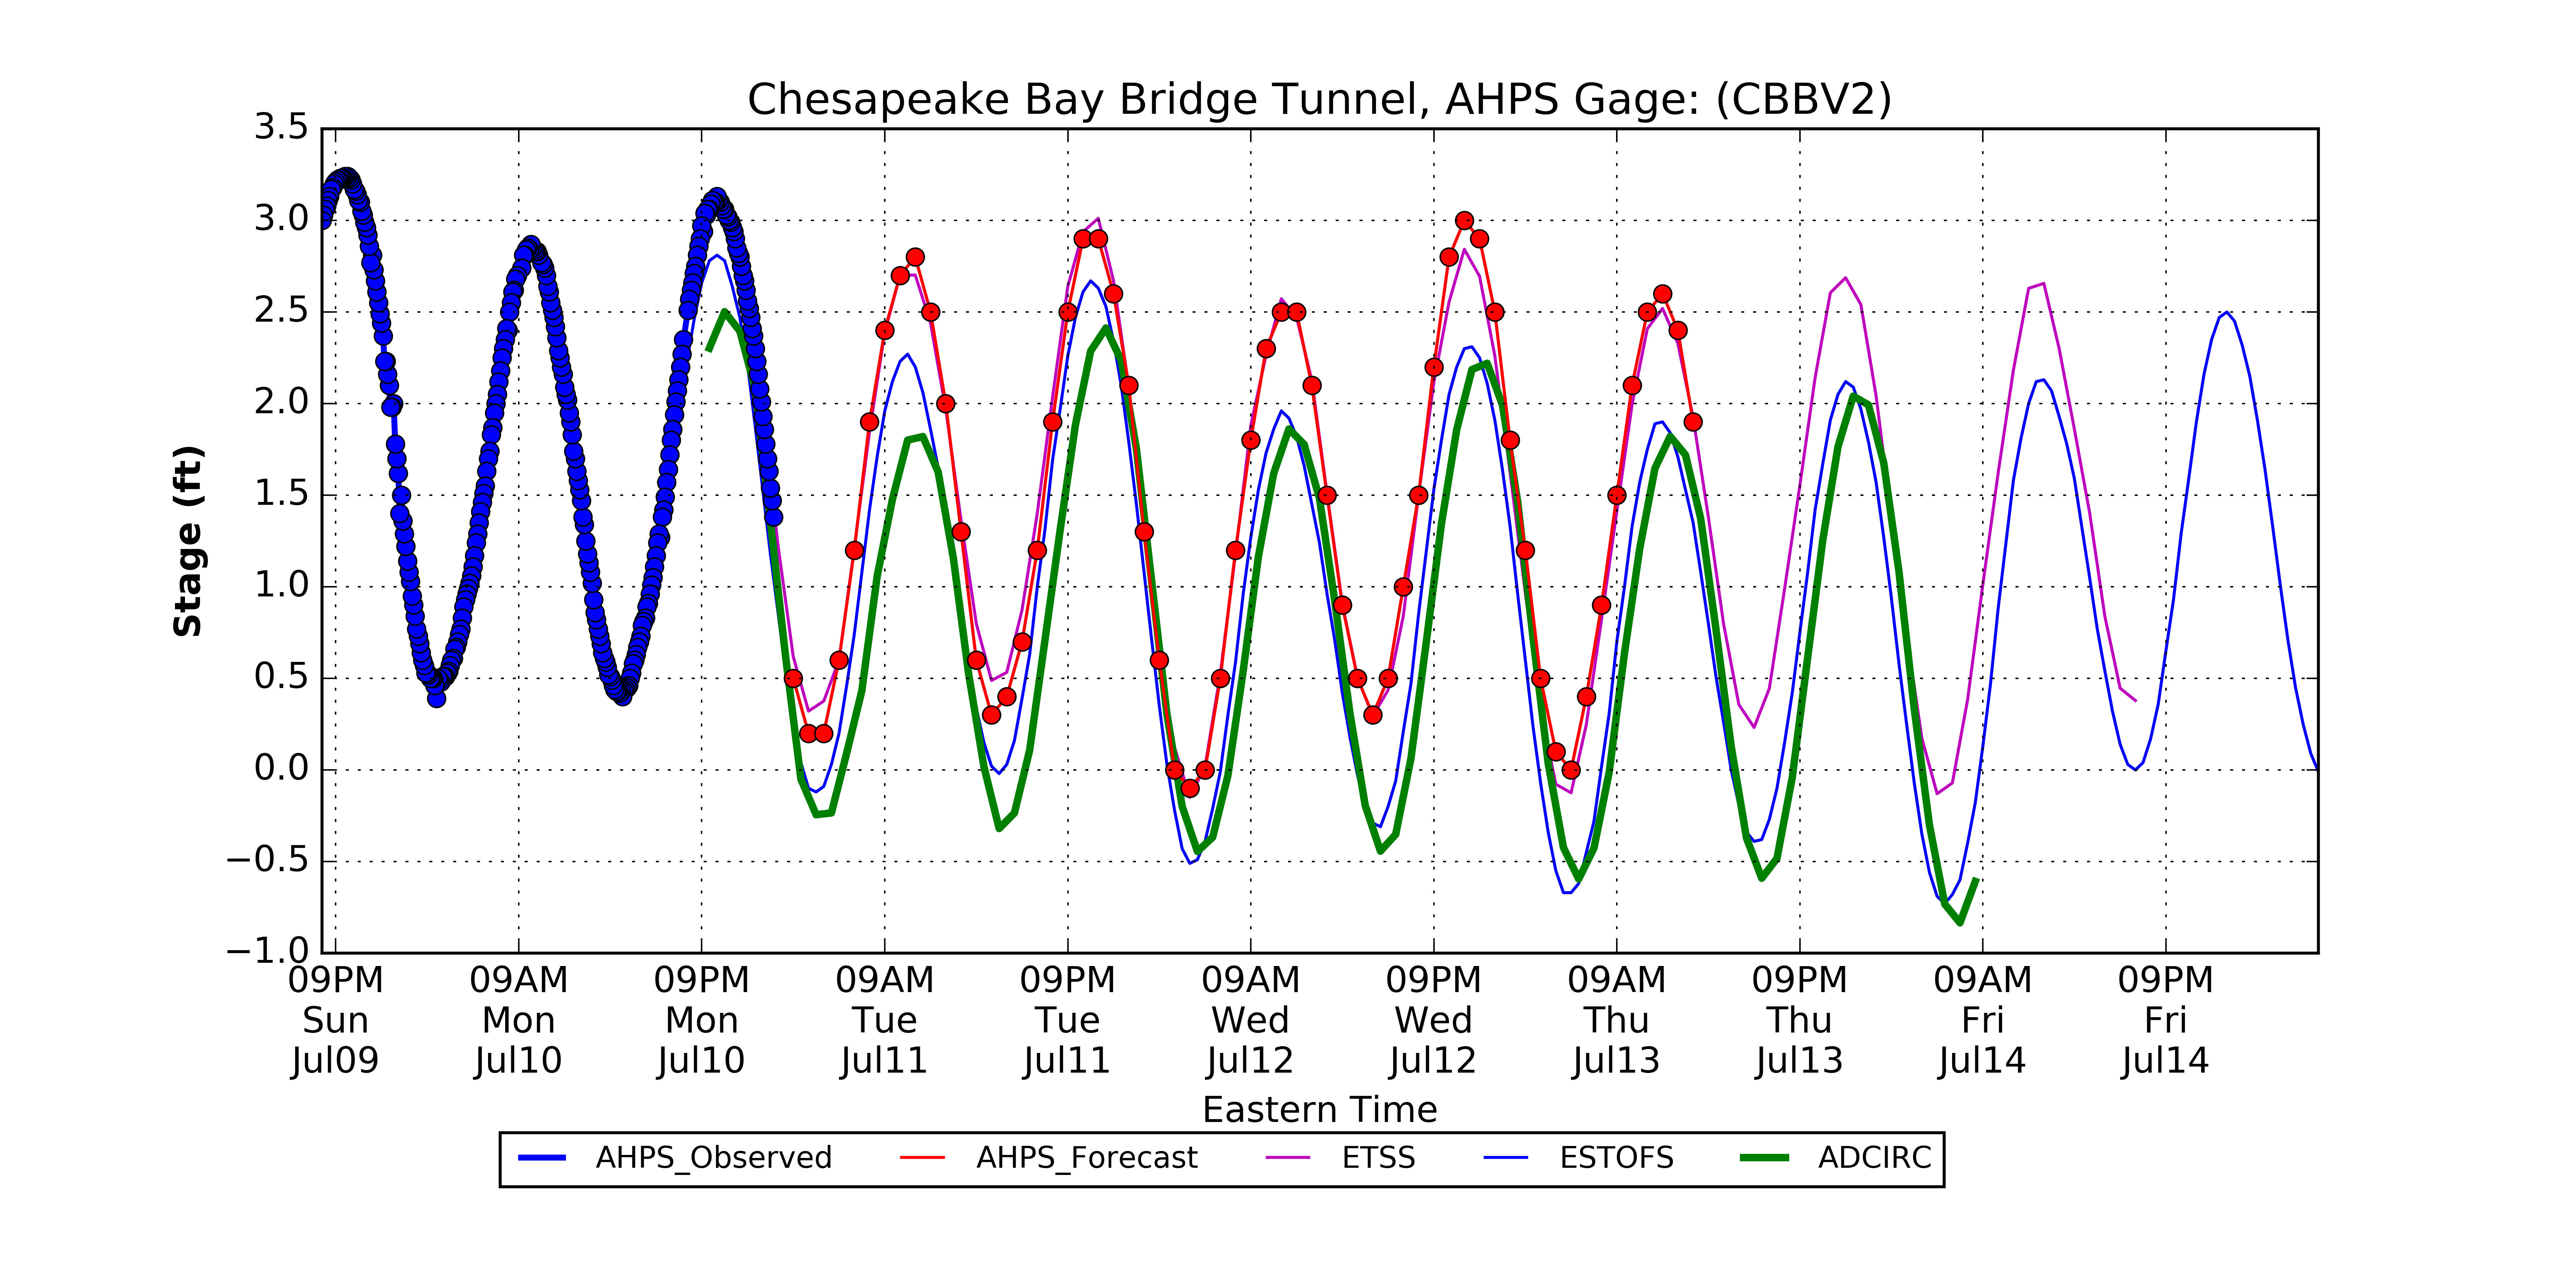 Chesapeake Bay Bridge Tunnel, AHPS Gage: (CBBV2)
3.5
3.0
2.5
2.0
1.5
1.0
0.5
0.0
−0.5
−1.0
Stage (ft)
09PM 09AM 09PM 09AM 09PM 09AM 09PM 09AM 09PM 09AM 09PM
Sun Mon Mon Tue Tue Wed Wed Thu Thu Fri Fri
Jul09 Jul10 Jul10 Jul11 Jul11 Jul12 Jul12 Jul13 Jul13 Jul14 Jul14
Eastern Time
AHPS_Observed AHPS_Forecast ETSS ESTOFS ADCIRC